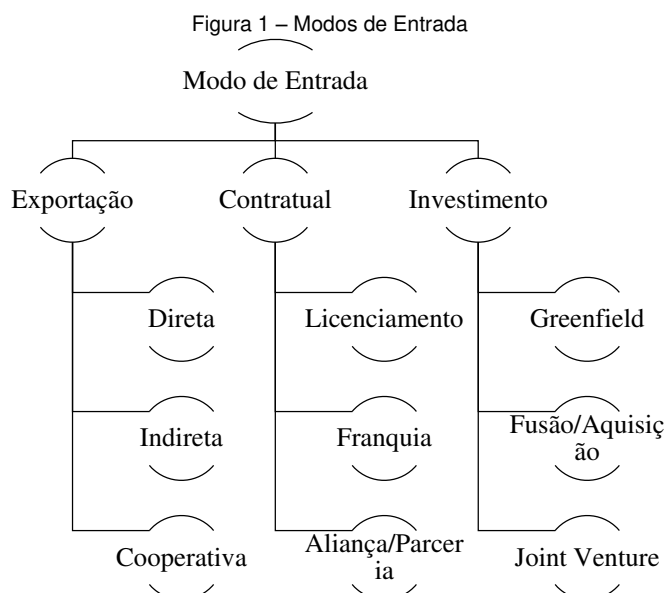 Figura 1 – Modos de Entrada
Modo de Entrada
Exportação
Contratual
Investimento
Direta
Licenciamento
Greenfield
Indireta
Franquia
Fusão/Aquisiç
ão
Cooperativa
Aliança/Parcer
ia
Joint Venture